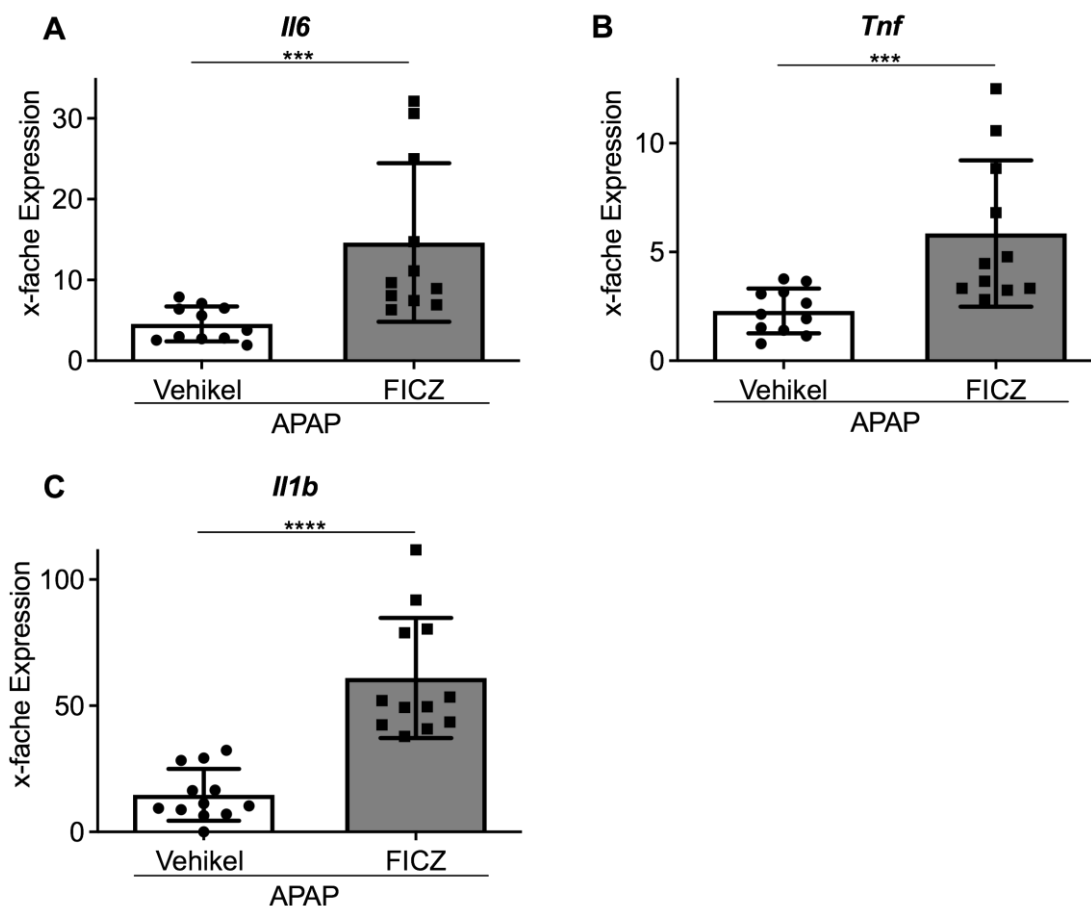 A
Il6
***
x-fache Expression
30
20
10
0
Vehikel FICZ
APAP
B
Tnf
***
x-fache Expression
10
5
0
Vehikel FICZ
APAP
C
Il1b
****
x-fache Expression
100
50
0
Vehikel FICZ
APAP